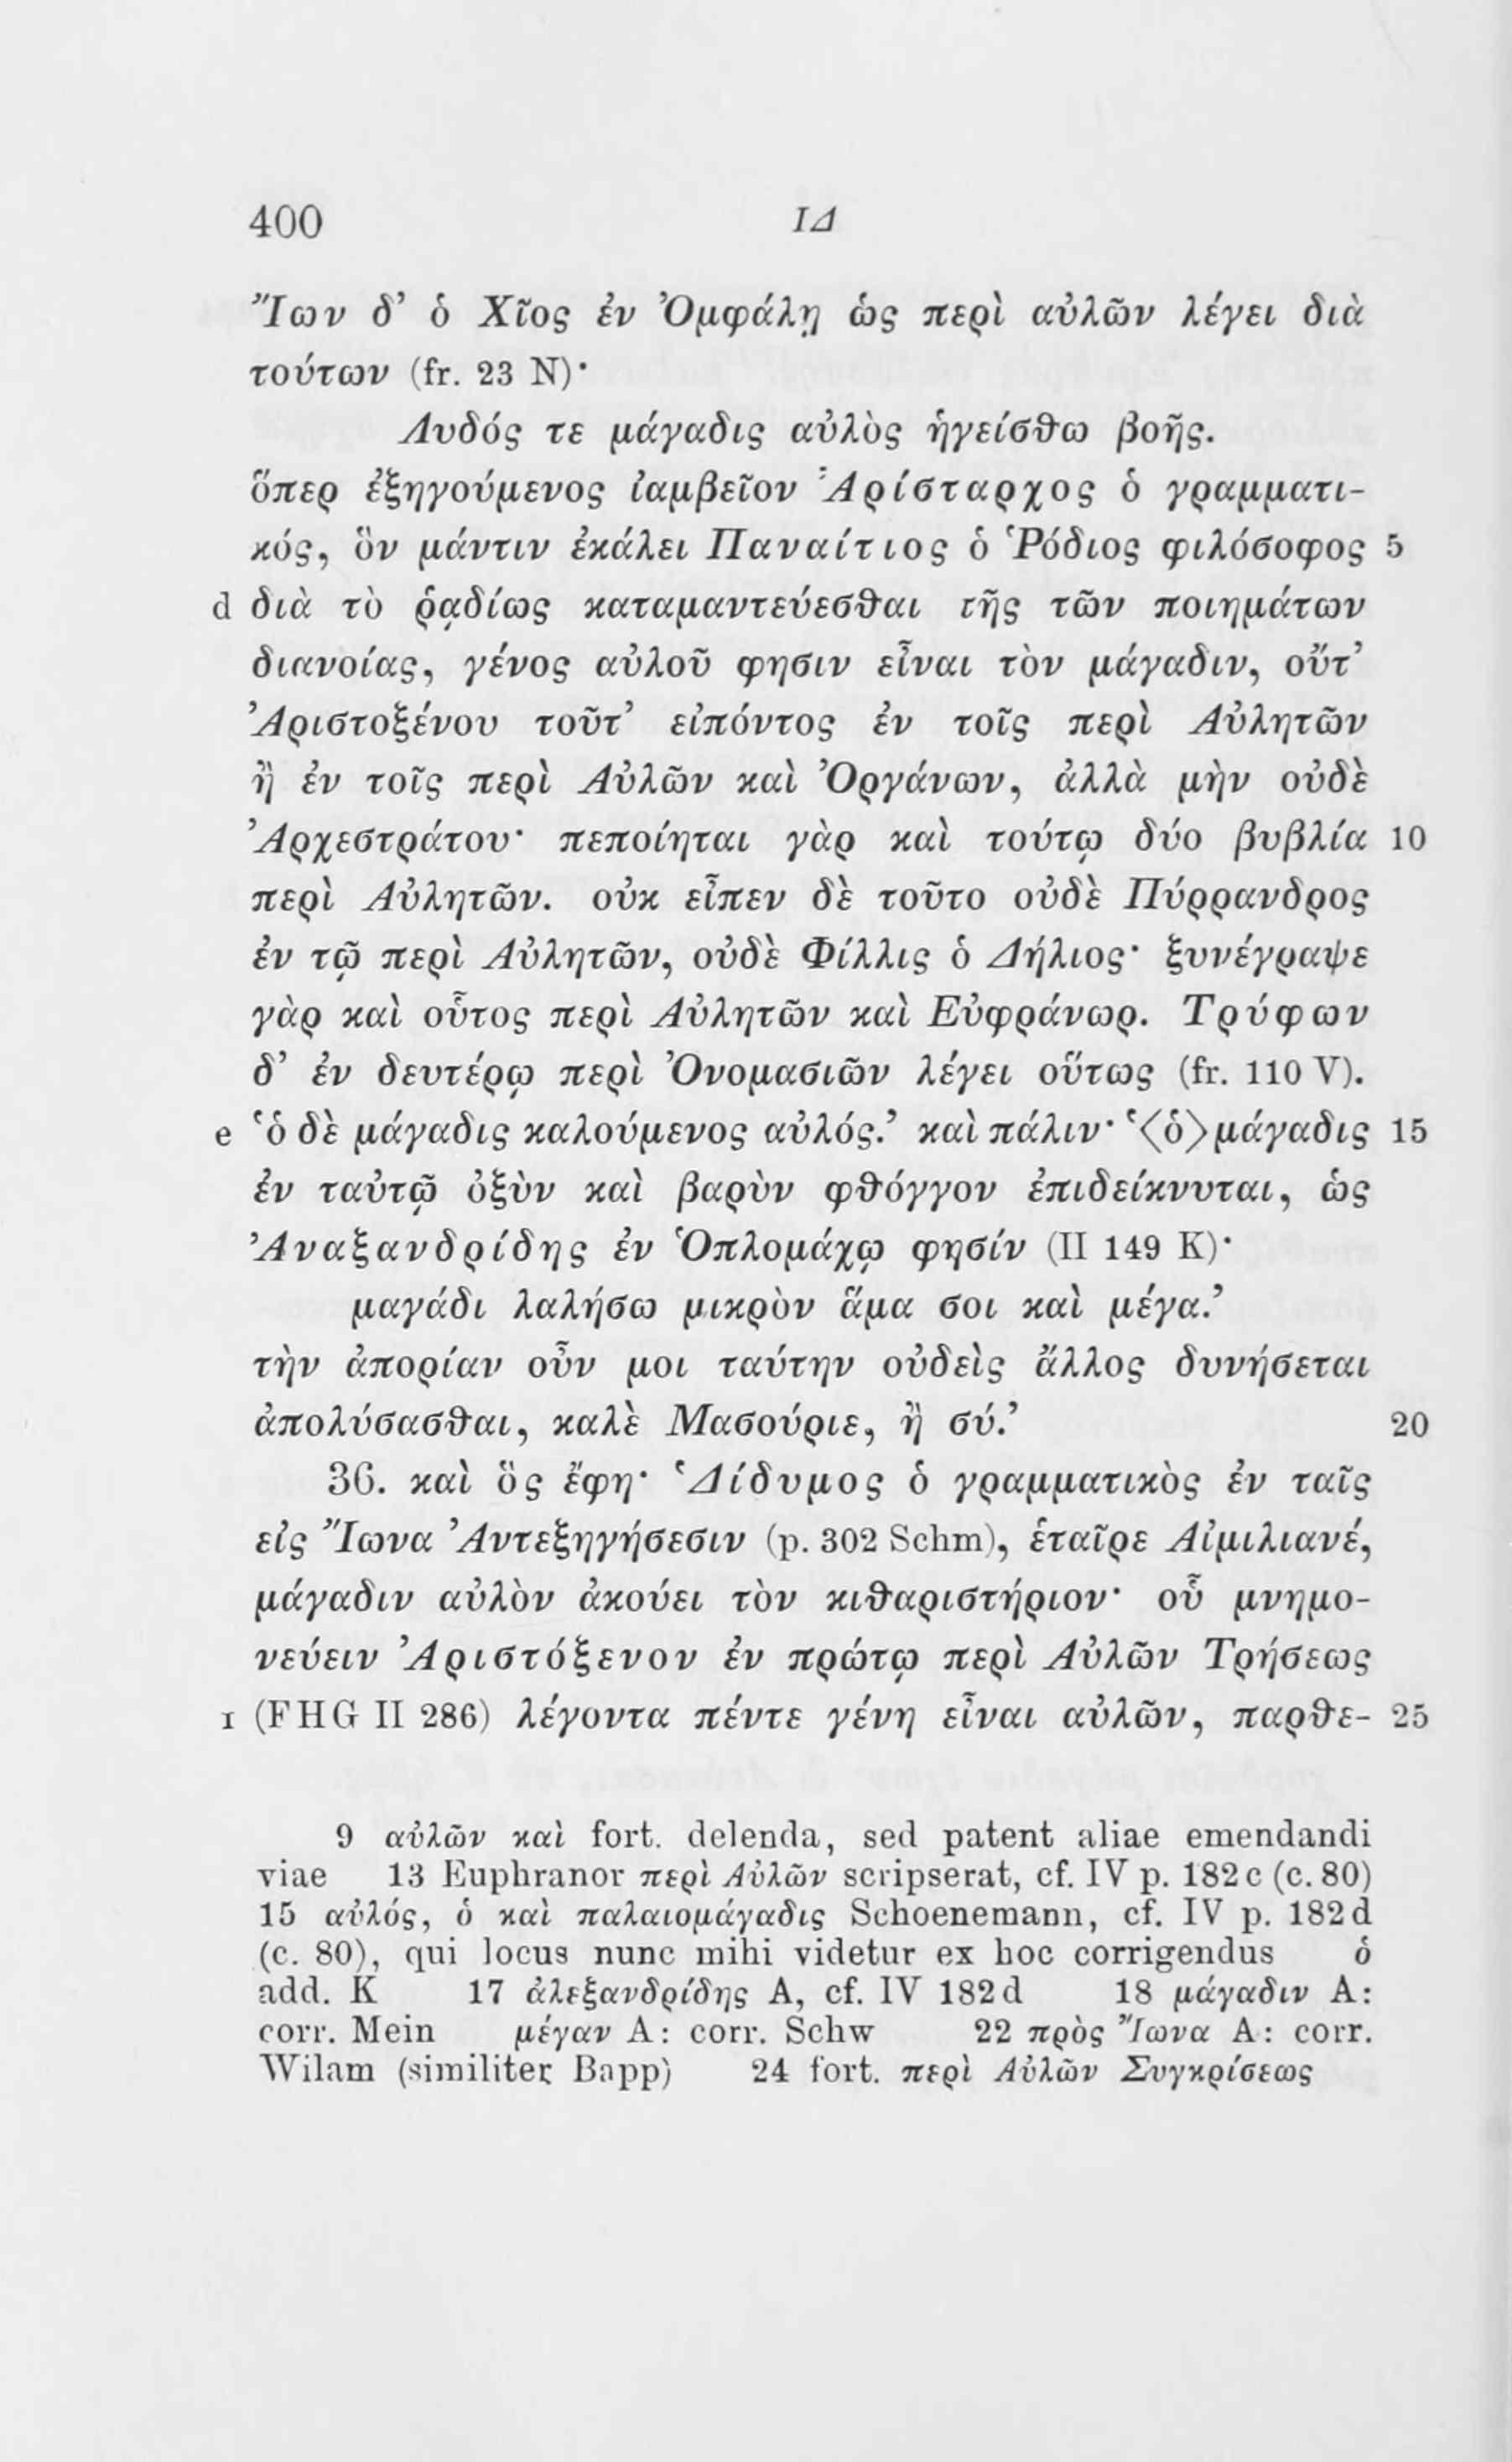 400 ΙΔ
Ἴων δ’ ὁ Χῖος ἐν Ὀμφάλῃ ὡς περὶ αὐλῶν λέγει διὰ
τούτων (fr. 23 N)·
Λυδός τε μάγαδις αὐλὸς ἡγείσθω βοῆς.
ὅπερ ἐξηγούμενος ἰαμβεῖον Ἀρίσταρχος ὁ γραμματι-
κός, ὃν μάντιν ἐκάλει Παναίτιος ὁ Ῥόδιος φιλόσοφος 5
d διὰ τὸ ῥᾳδίως καταμαντεύεσθαι τῆς τῶν ποιημάτων
διανοίας, γένος αὐλοῦ φησιν εἶναι τὸν μάγαδιν, οὔτ’
Ἀριστοξένου τοῦτ’ εἰπόντος ἐν τοῖς περὶ Αὐλητῶν
ἢ ἐν τοῖς περὶ Αὐλῶν καὶ Ὀργάνων, ἀλλὰ μὴν οὐδὲ
Ἀρχεστράτου· πεποίηται γὰρ καὶ τούτῳ δύο βυβλία 10
περὶ Αὐλητῶν. οὐκ εἶπεν δὲ τοῦτο οὐδὲ Πύρρανδρος
ἐν τῷ περὶ Αὐλητῶν, οὐδὲ Φίλλις ὁ Δήλιος· ξυνέγραψε
γὰρ καὶ οὗτος περὶ Αὐλητῶν καὶ Εὐφράνωρ. Τρύφων
δ’ ἐν δευτέρῳ περὶ Ὀνομασιῶν λέγει οὕτως (fr. 110 V).
e ‘ὁ δὲ μάγαδις καλούμενος αὐλός.’ καὶ πάλιν· ‘<ὁ> μάγαδις 15
ἐν ταὐτῷ ὀξὺν καὶ βαρὺν φθόγγον ἐπιδείκνυται, ὡς
Ἀναξανδρίδης ἐν Ὁπλομάχῳ φησίν (II 149 K)·
μαγάδι λαλήσω μικρὸν ἅμα σοι καὶ μέγα.’
τὴν ἀπορίαν οὖν μοι ταύτην οὐδεὶς ἄλλος δυνήσεται
ἀπολύσασθαι, καλὲ Μασούριε, ἢ σύ.’ 20
36. καὶ ὃς ἔφη· ‘Δίδυμος ὁ γραμματικὸς ἐν ταῖς
εἰς Ἴωνα Ἀντεξηγήσεσιν (p. 302 Schm), ἑταῖρε Αἰμιλιανέ,
μάγαδιν αὐλὸν ἀκούει τὸν κιθαριστήριον· οὗ μνημο-
νεύειν Ἀριστόξενον ἐν πρώτῳ περὶ Αὐλῶν Τρήσεως
ı (FHG II 286) λέγοντα πέντε γένη εἶναι αὐλῶν, παρθε- 25
9 αὐλῶν καὶ fort. delenda, sed patent aliae emendandi
viae 13 Euphranor περὶ Αὐλῶν scripserat, cf. IV p. 182 c (c. 80)
15 αὐλός, ὁ καὶ παλαιομάγαδις Schoenemann, cf. IV p. 182 d
(c. 80), qui locus nunc mihi videtur ex hoc corrigendus ὁ
add. K 17 ἀλεξανδρίδης A, cf. IV 182 d 18 μάγαδιν A:
corr. Mein μέγαν A: corr. Schw 22 πρὸς Ἴωνα A: corr.
Wilam (similiter Bapp) 24 fort. περὶ Αὐλῶν Συγκρίσεως